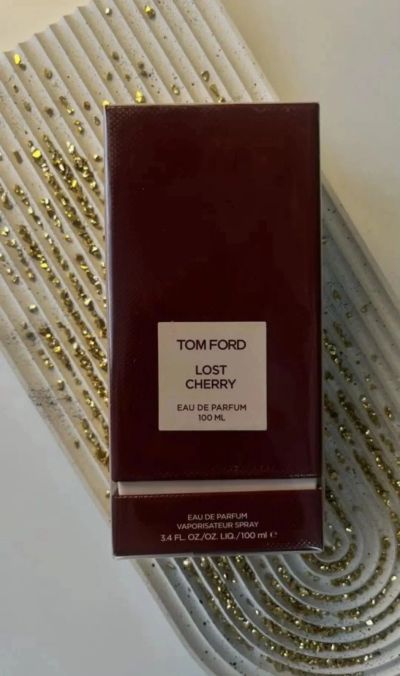 TOM FORD
LOST
CHERRY
EAU DE PARFUM
100 ML
EAU DE PARFUM
VAPORISATEUR SPRAY
3.4 FL. OZ./OZ. LIQ./100 ml ℮